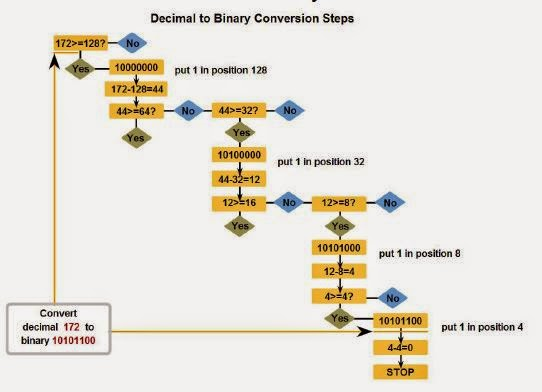 Decimal to Binary Conversion Steps
172>=128?
No
Yes
10000000
put 1 in position 128
172-128=44
44>=64?
No
44>=32?
No
Yes
Yes
10100000
put 1 in position 32
44-32=12
12>=16
No
12>=8?
No
Yes
Yes
10101000
put 1 in position 8
12-8=4
4>=4?
No
Yes
10101100
put 1 in position 4
4-4=0
STOP
Convert
decimal 172 to
binary 10101100